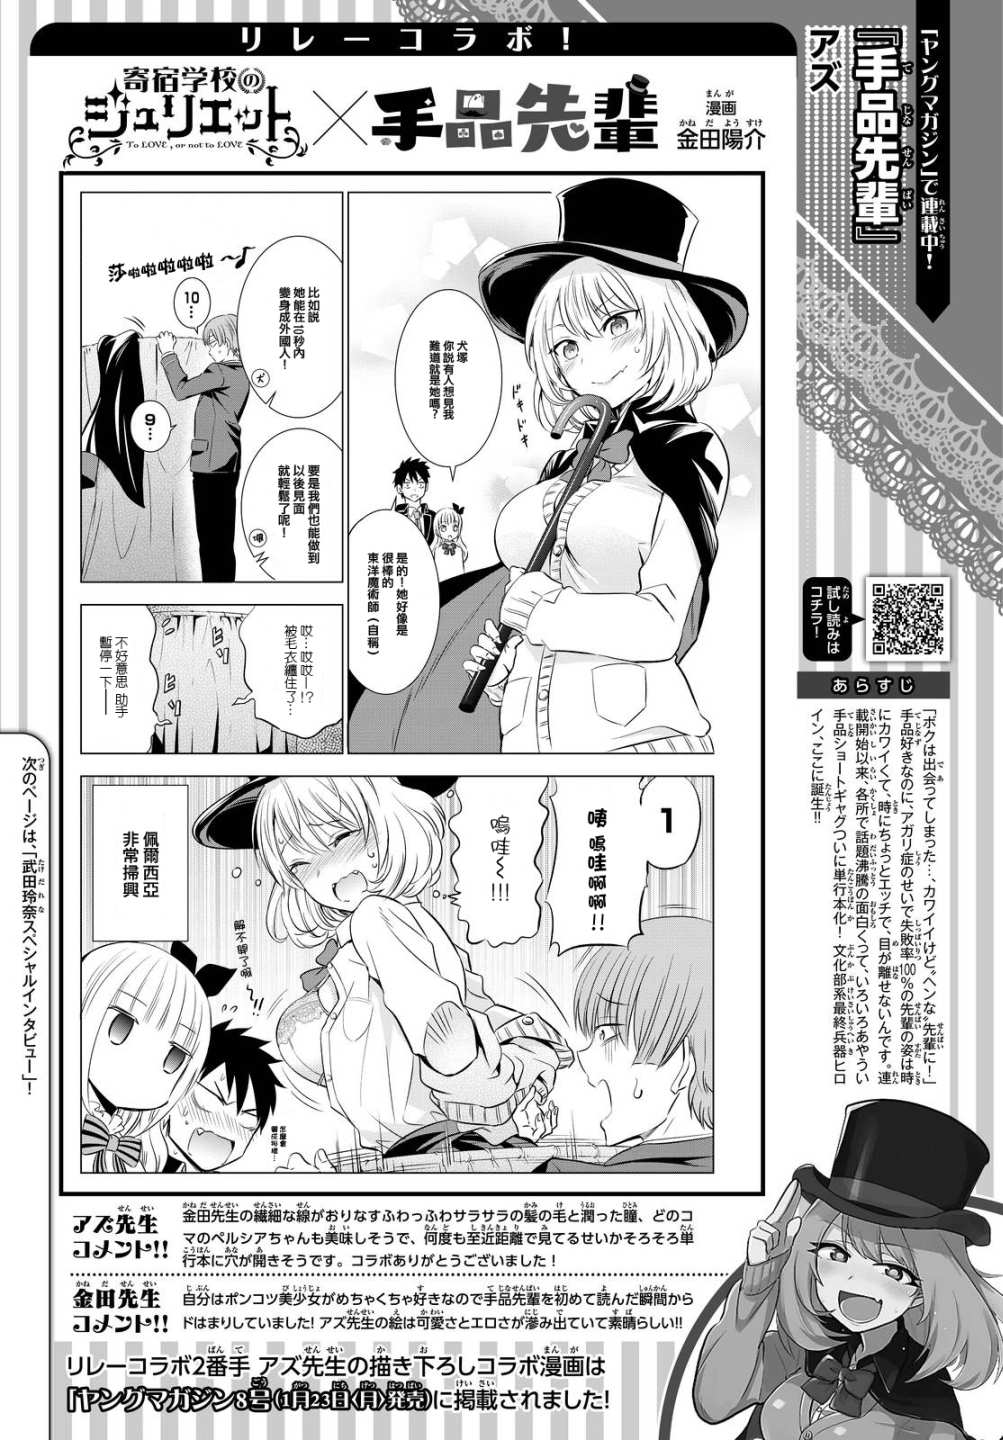 リレーコラボ！
寄宿学校の
ジュリエット
To LOVE, or not to LOVE
×
手品先輩
漫画
金田陽介
「ヤングマガジン」で連載中！
『手品先輩』
アズ
犬塚
你說有人想見我
難道就是她嗎？
ドキドキ
是的！她好像是
很棒的
東洋魔術師（自稱）
比如說
她能在10秒內
變身成外國人！
莎啦啦啦啦啦～♪
10…
9…
要是我們也能做到
以後見面
就輕鬆了呢！
哎…哎哎—!?
被毛衣纏住了…
不好意思 助手
暫停一下——
1
咦嗚哇啊啊!!
嗚哇～!!!
解不開了啊～!!
佩爾西亞
非常掃興
試し読みは
コチラ！
あらすじ
「ボクは出会ってしまった…、カワイイけど“ヘンな”先輩に！」
手品好きなのに、アガリ症のせいで失敗率100％の先輩の姿は時
にカワイくて、時にちょっとエッチで、目が離せないんです。連
載開始以来、各所で話題沸騰の面白くって、いろいろあやうい
手品ショートギャグついに単行本化！ 文化部系最終兵器ヒロ
イン、ここに誕生!!
次のページは、「武田玲奈スペシャルインタビュー」！
アズ先生
コメント!!
金田先生の繊細な線がおりなすふわっふわサラサラの髪の毛と潤った瞳、どのコ
マのペルシアちゃんも美味しそうで、何度も至近距離で見てるせいかそろそろ単
行本に穴が開きそうです。コラボありがとうございました！
金田先生
コメント!!
自分はポンコツ美少女がめちゃくちゃ好きなので手品先輩を初めて読んだ瞬間から
ドはまりしていました！アズ先生の絵は可愛さとエロさが滲み出ていて素晴らしい!!
リレーコラボ2番手 アズ先生の描き下ろしコラボ漫画は
「ヤングマガジン8号（1月23日〈月〉発売）に掲載されました！